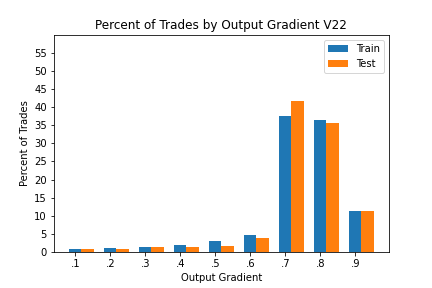 Percent of Trades by Output Gradient V22
Train
Test
Percent of Trades
55
50
45
40
35
30
25
20
15
10
5
0
.1 .2 .3 .4 .5 .6 .7 .8 .9
Output Gradient